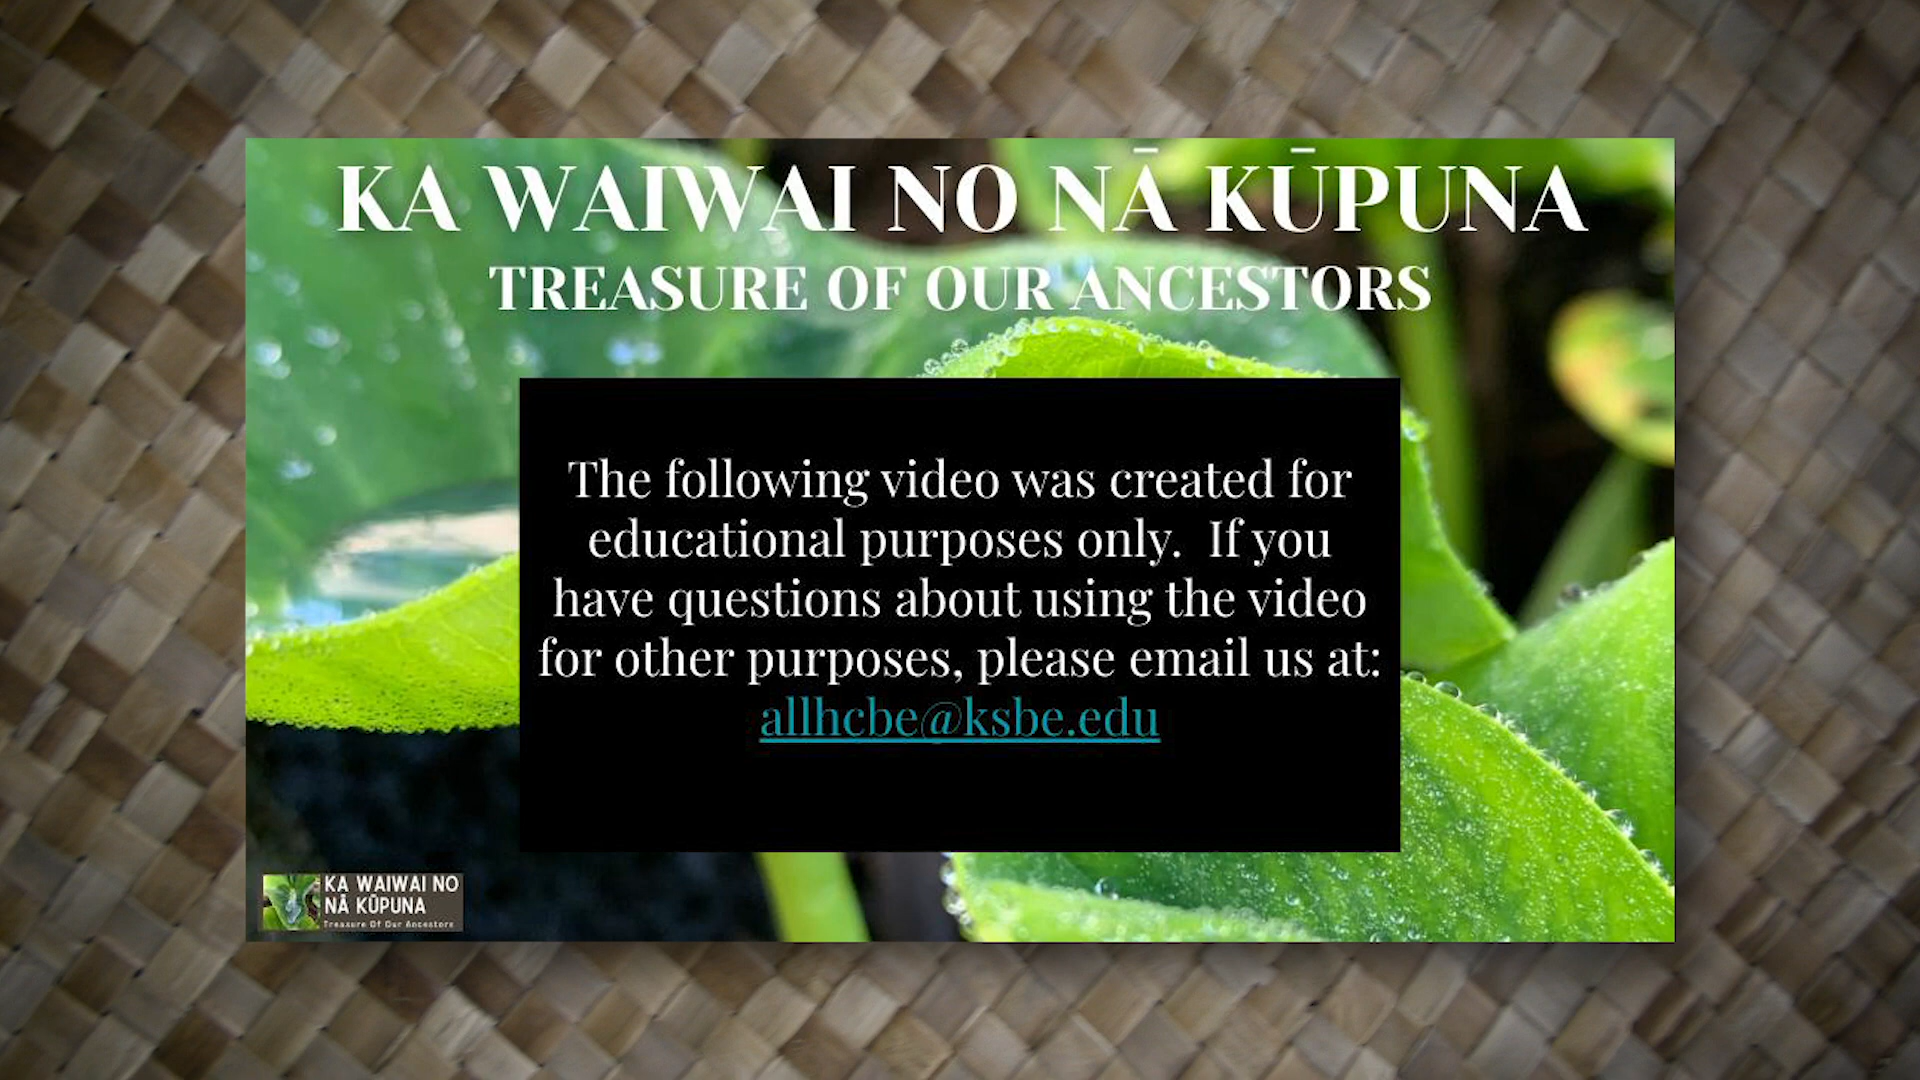 KA WAIWAI NO NĀ KŪPUNA
TREASURE OF OUR ANCESTORS
The following video was created for
educational purposes only.  If you
have questions about using the video
for other purposes, please email us at:
allhcbe@ksbe.edu
KA WAIWAI NO
NĀ KŪPUNA
Treasure Of Our Ancestors